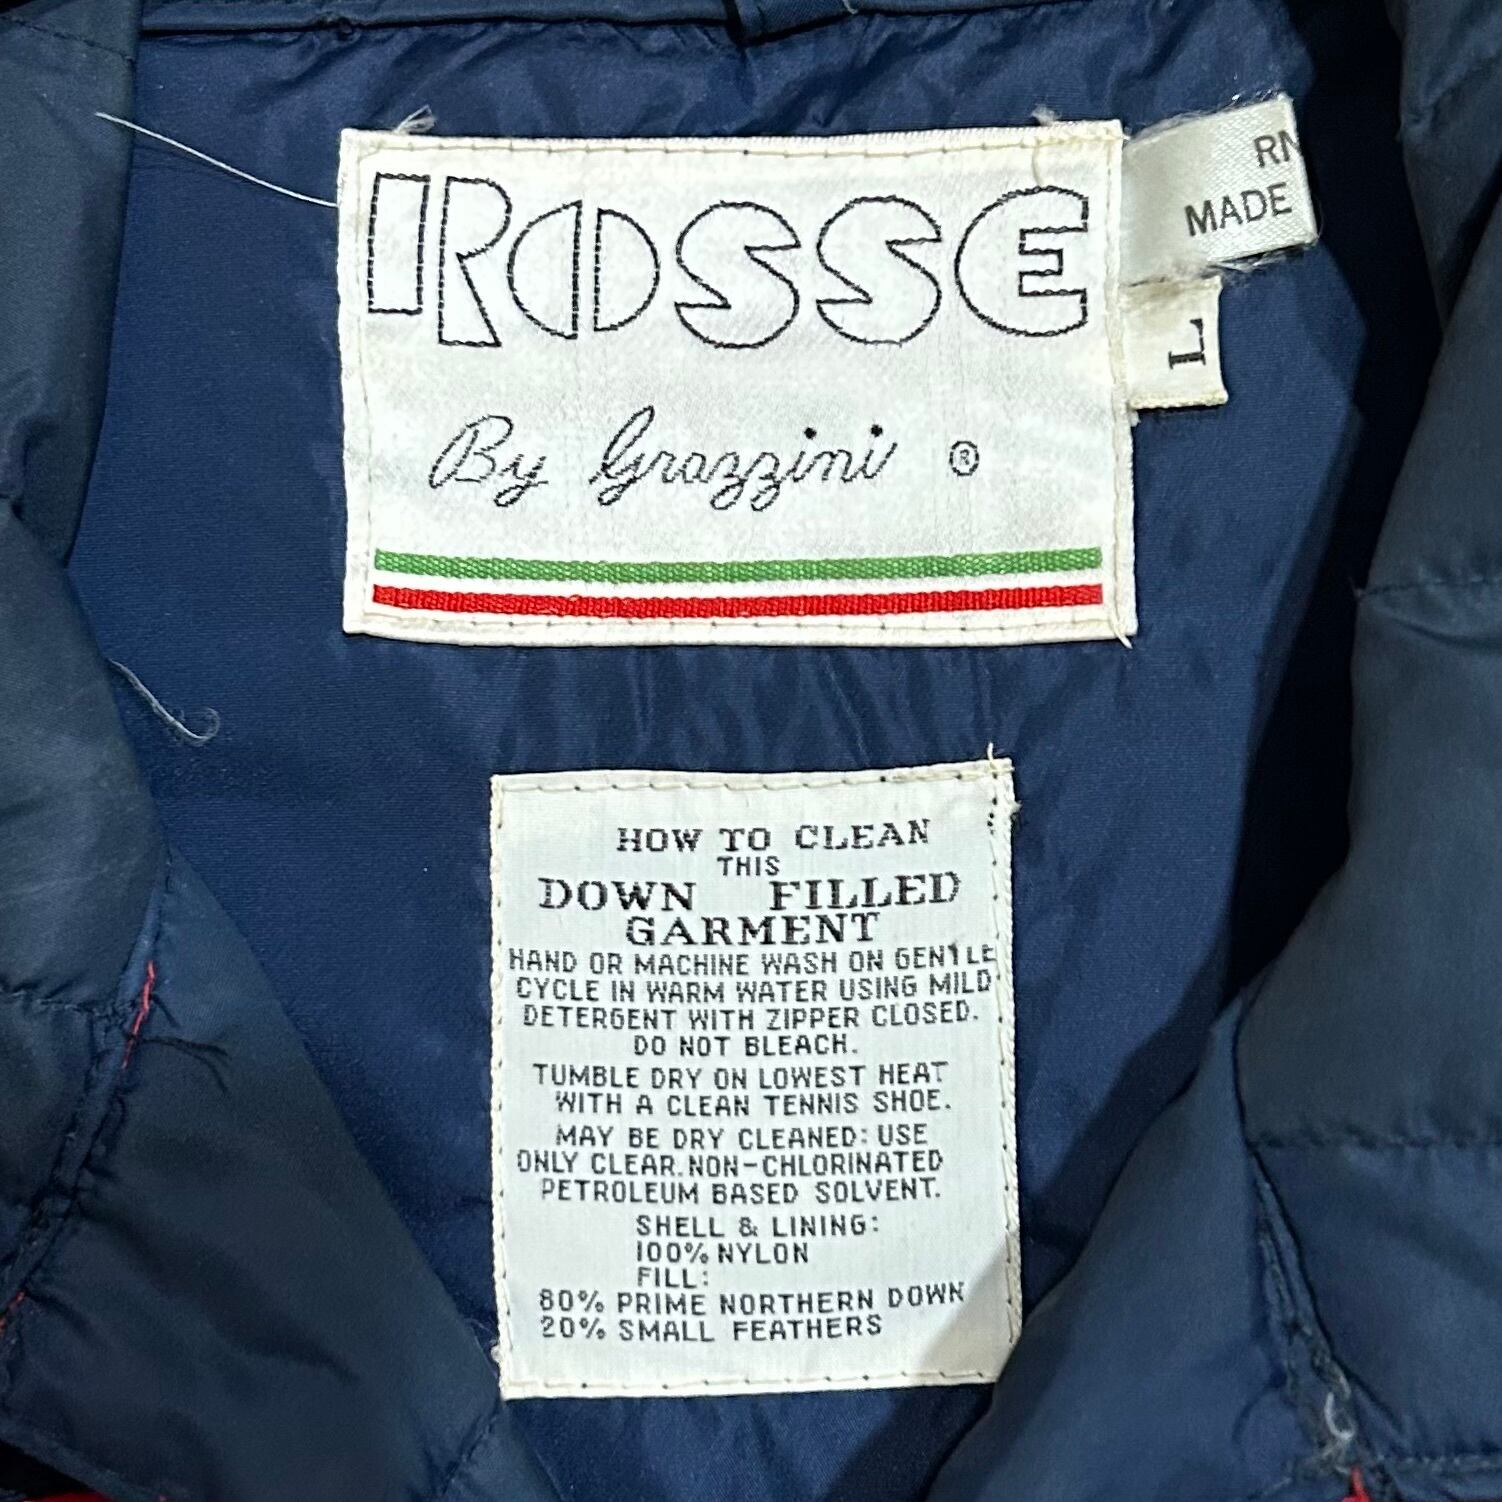 ROSSE
By Grazzini ®
RN
MADE
L
HOW TO CLEAN
THIS
DOWN FILLED
GARMENT
HAND OR MACHINE WASH ON GENTLE
CYCLE IN WARM WATER USING MILD
DETERGENT WITH ZIPPER CLOSED.
DO NOT BLEACH.
TUMBLE DRY ON LOWEST HEAT
WITH A CLEAN TENNIS SHOE.
MAY BE DRY CLEANED: USE
ONLY CLEAR. NON-CHLORINATED
PETROLEUM BASED SOLVENT.
SHELL & LINING:
100% NYLON
FILL:
80% PRIME NORTHERN DOWN
20% SMALL FEATHERS